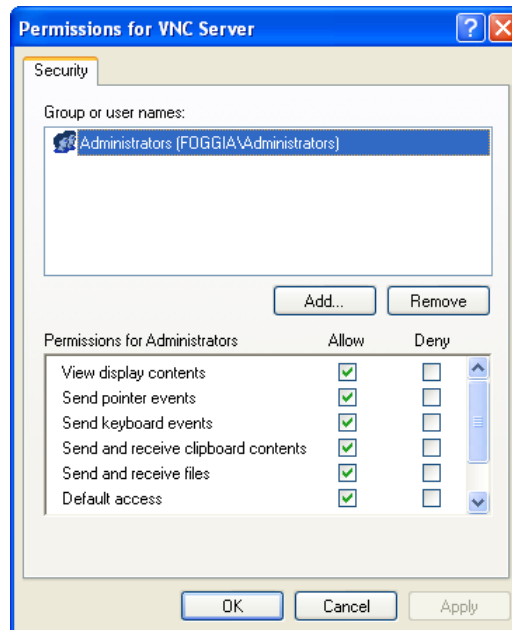 Permissions for VNC Server
Security
Group or user names:
Administrators (FOGGIA\Administrators)
Add... Remove
Permissions for Administrators Allow Deny
View display contents
Send pointer events
Send keyboard events
Send and receive clipboard contents
Send and receive files
Default access
OK Cancel Apply